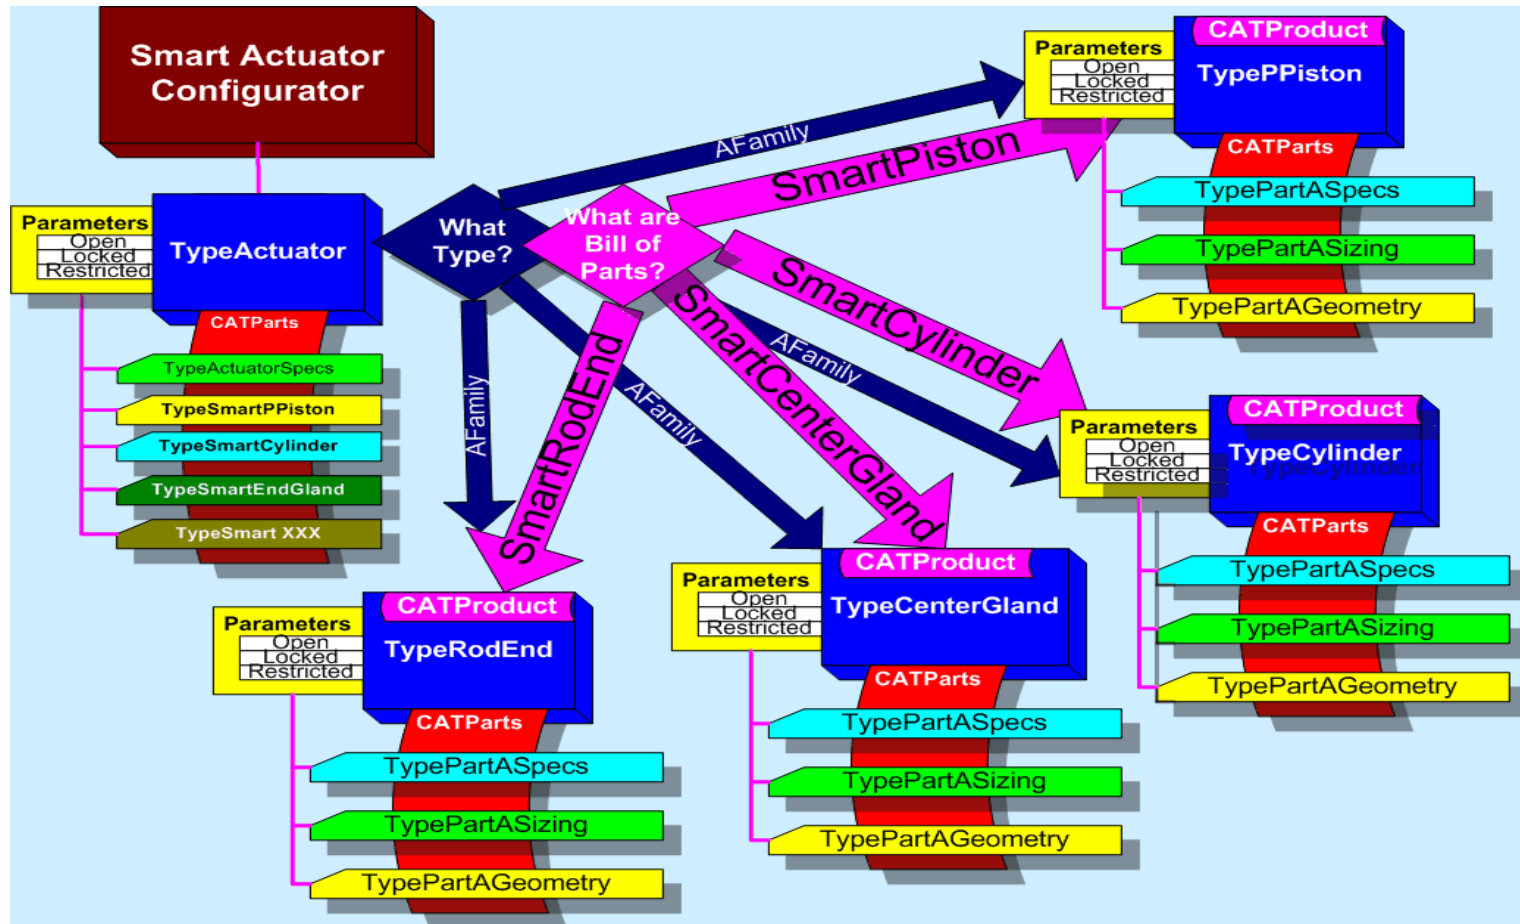 Smart Actuator
Configurator
Parameters
Open
Locked
Restricted
TypeActuator
CATParts
TypeActuatorSpecs
TypeSmartPPiston
TypeSmartCylinder
TypeSmartEndGland
TypeSmart XXX
What
Type?
What are
Bill of
Parts?
AFamily
SmartPiston
SmartCylinder
AFamily
SmartCenterGland
AFamily
SmartRodEnd
AFamily
CATProduct
Parameters
Open
Locked
Restricted
TypePPiston
CATParts
TypePartASpecs
TypePartASizing
TypePartAGeometry
CATProduct
Parameters
Open
Locked
Restricted
TypeCylinder
TypeCylinder
CATParts
TypePartASpecs
TypePartASizing
TypePartAGeometry
CATProduct
Parameters
Open
Locked
Restricted
TypeCenterGland
CATParts
TypePartASpecs
TypePartASizing
TypePartAGeometry
CATProduct
Parameters
Open
Locked
Restricted
TypeRodEnd
CATParts
TypePartASpecs
TypePartASizing
TypePartAGeometry